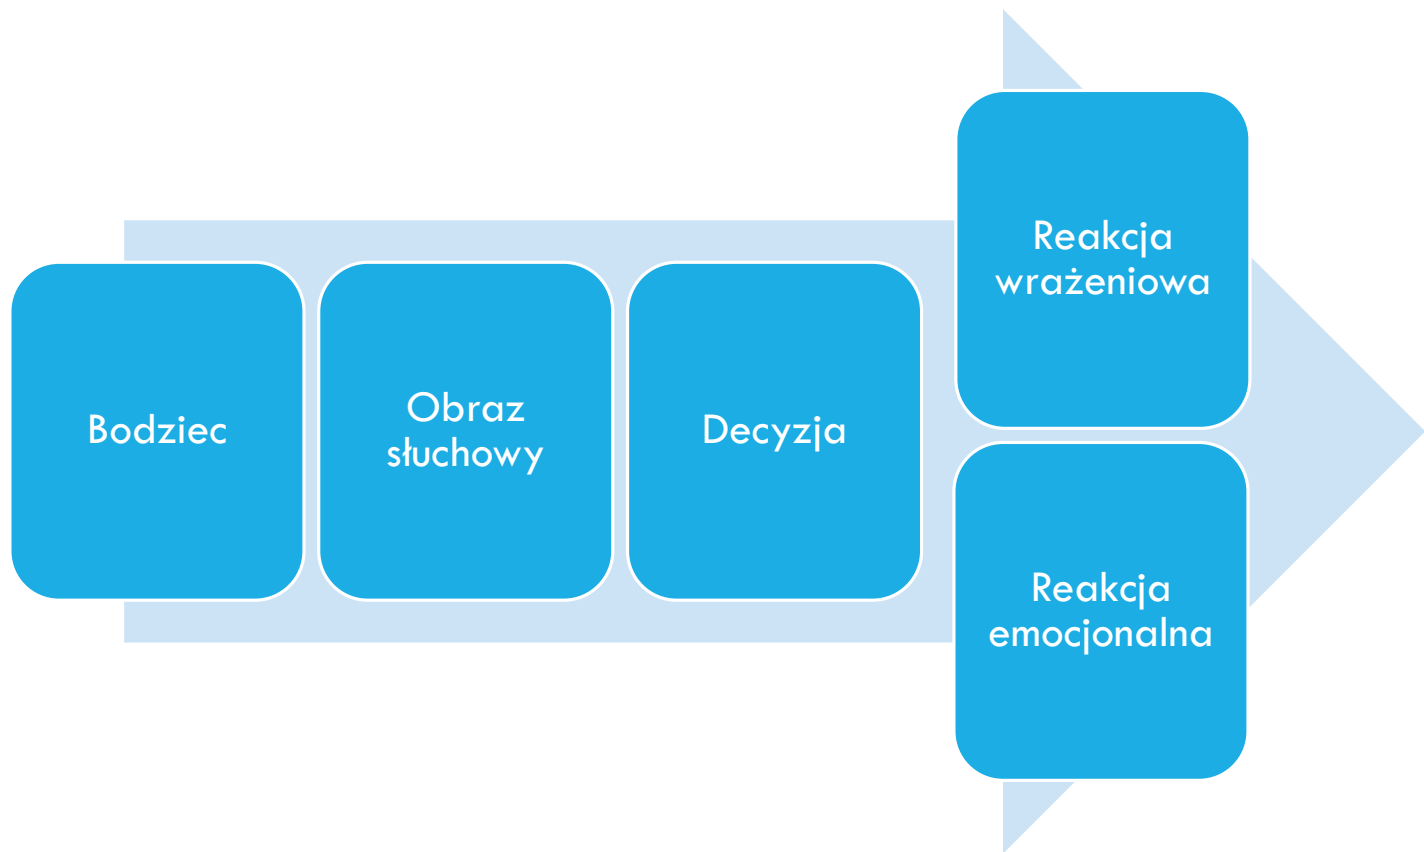 Bodziec
Obraz
słuchowy
Decyzja
Reakcja
wrażeniowa
Reakcja
emocjonalna